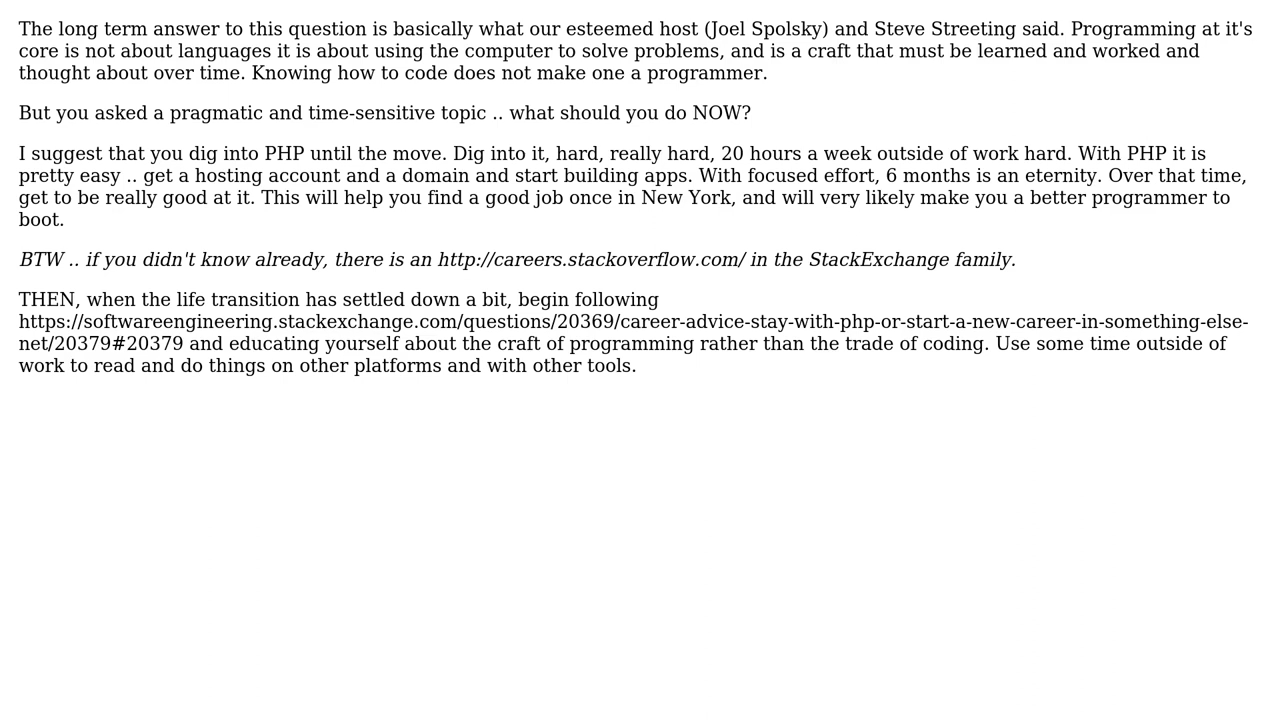 The long term answer to this question is basically what our esteemed host (Joel Spolsky) and Steve Streeting said. Programming at it's
core is not about languages it is about using the computer to solve problems, and is a craft that must be learned and worked and
thought about over time. Knowing how to code does not make one a programmer.
But you asked a pragmatic and time-sensitive topic .. what should you do NOW?
I suggest that you dig into PHP until the move. Dig into it, hard, really hard, 20 hours a week outside of work hard. With PHP it is
pretty easy .. get a hosting account and a domain and start building apps. With focused effort, 6 months is an eternity. Over that time,
get to be really good at it. This will help you find a good job once in New York, and will very likely make you a better programmer to
boot.
BTW .. if you didn't know already, there is an http://careers.stackoverflow.com/ in the StackExchange family.
THEN, when the life transition has settled down a bit, begin following
https://softwareengineering.stackexchange.com/questions/20369/career-advice-stay-with-php-or-start-a-new-career-in-something-else-
net/20379#20379 and educating yourself about the craft of programming rather than the trade of coding. Use some time outside of
work to read and do things on other platforms and with other tools.